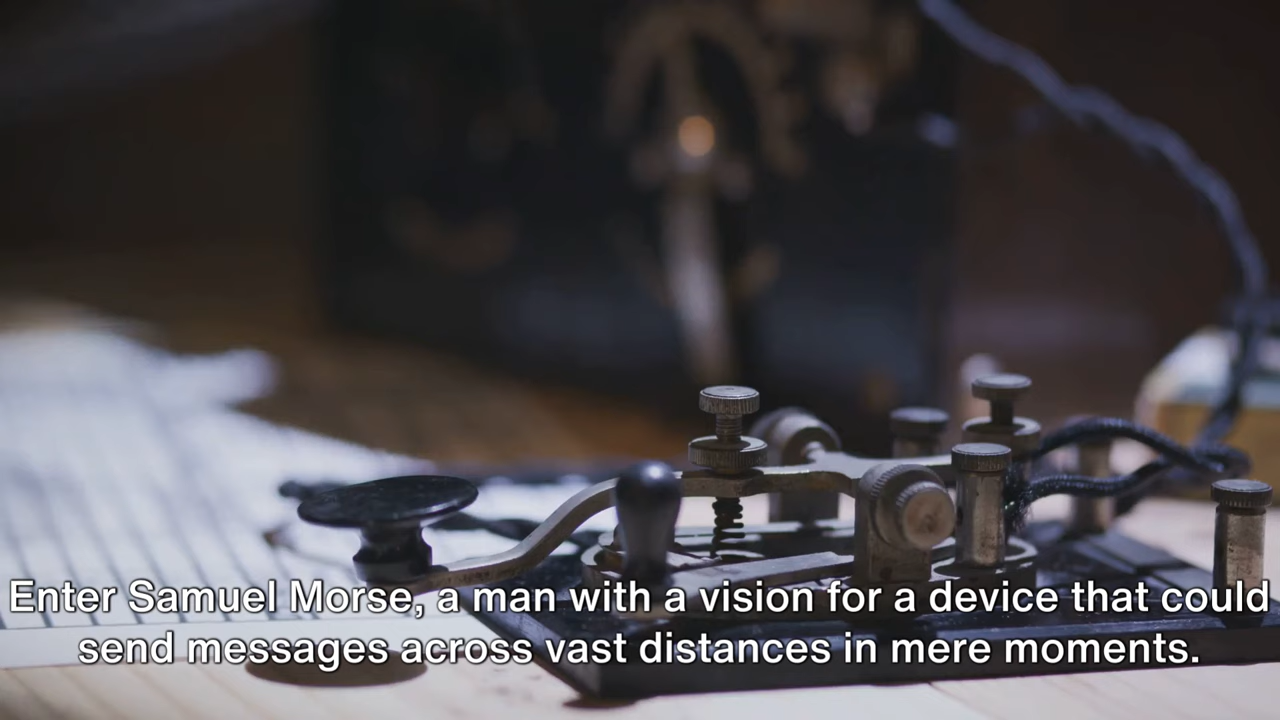 Enter Samuel Morse, a man with a vision for a device that could
send messages across vast distances in mere moments.